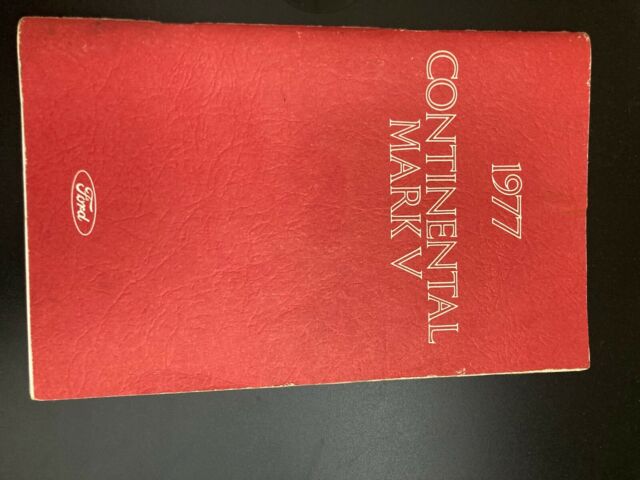 1977
CONTINENTAL
MARK V
Ford